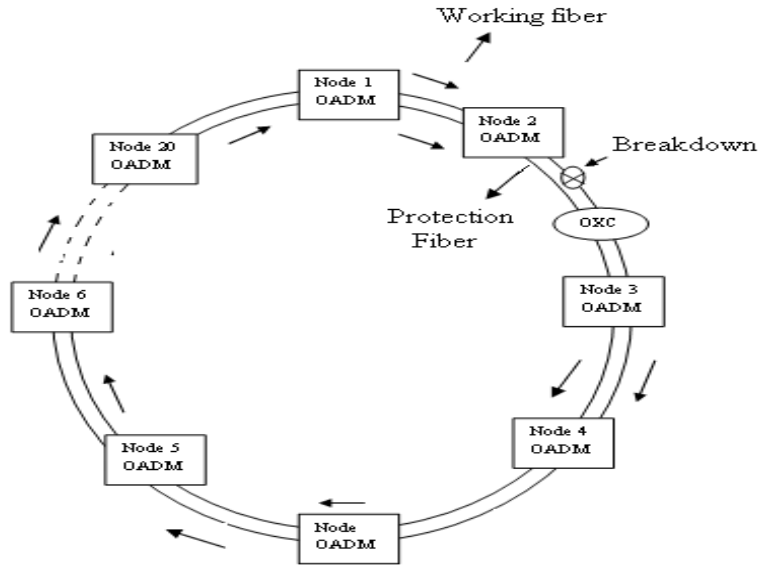 Working fiber
Node 1
OADM
Node 2
OADM
Breakdown
Node 20
OADM
Protection
Fiber
OXC
Node 3
OADM
Node 6
OADM
Node 4
OADM
Node 5
OADM
Node
OADM